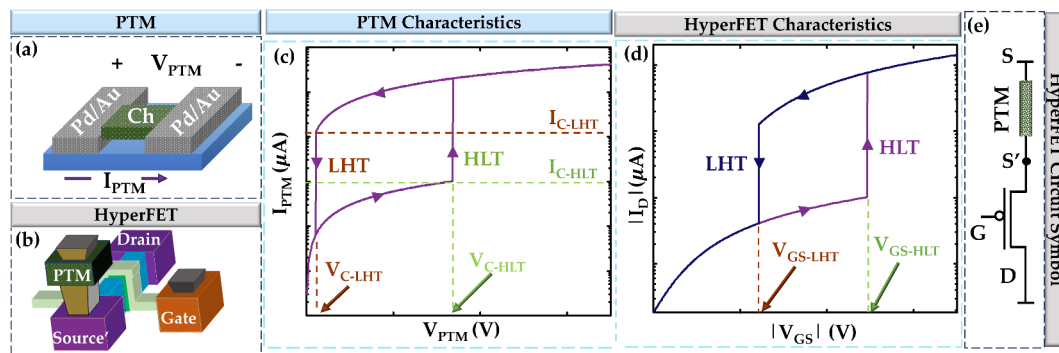 PTM
(a)
+ V_PTM -
Pd/Au
Ch
Pd/Au
I_PTM
HyperFET
(b)
Drain
PTM
Source'
Gate
PTM Characteristics
(c)
I_C-LHT
LHT
HLT
I_C-HLT
V_C-LHT
V_C-HLT
I_PTM (μA)
V_PTM (V)
HyperFET Characteristics
(d)
LHT
HLT
V_GS-LHT
V_GS-HLT
|I_D| (μA)
|V_GS| (V)
(e)
S
PTM
S'
G
D
HyperFET Circuit Symbol